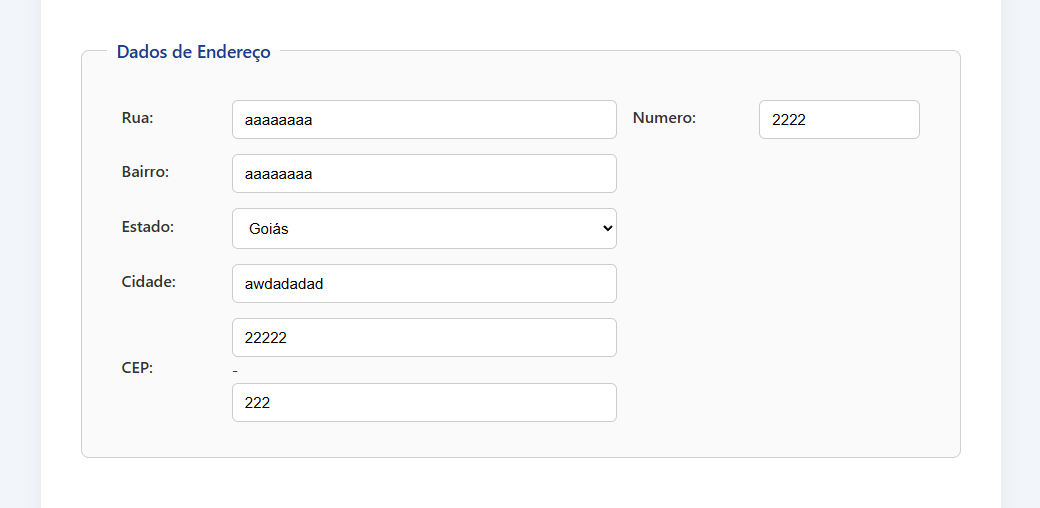 Dados de Endereço
Rua: aaaaaaaa Numero: 2222
Bairro: aaaaaaaa
Estado: Goiás
Cidade: awdadadad
22222
CEP: -
222